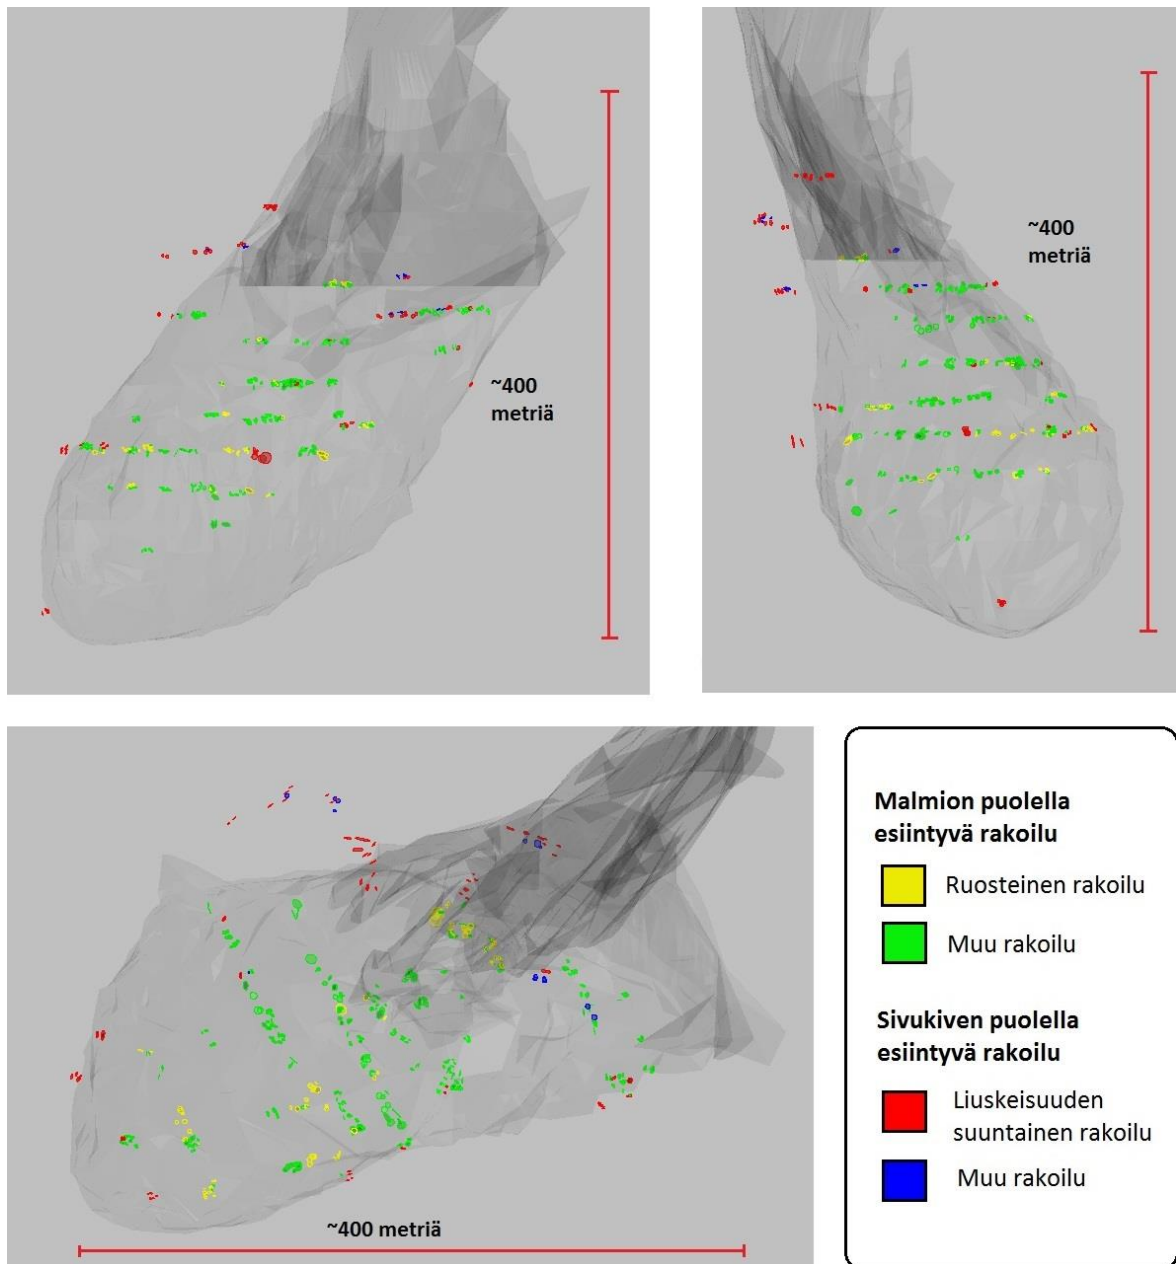 ~400
metriä
~400
metriä
~400 metriä
Malmion puolella
esiintyvä rakoilu
Ruosteinen rakoilu
Muu rakoilu
Sivukiven puolella
esiintyvä rakoilu
Liuskeisuuden
suuntainen rakoilu
Muu rakoilu